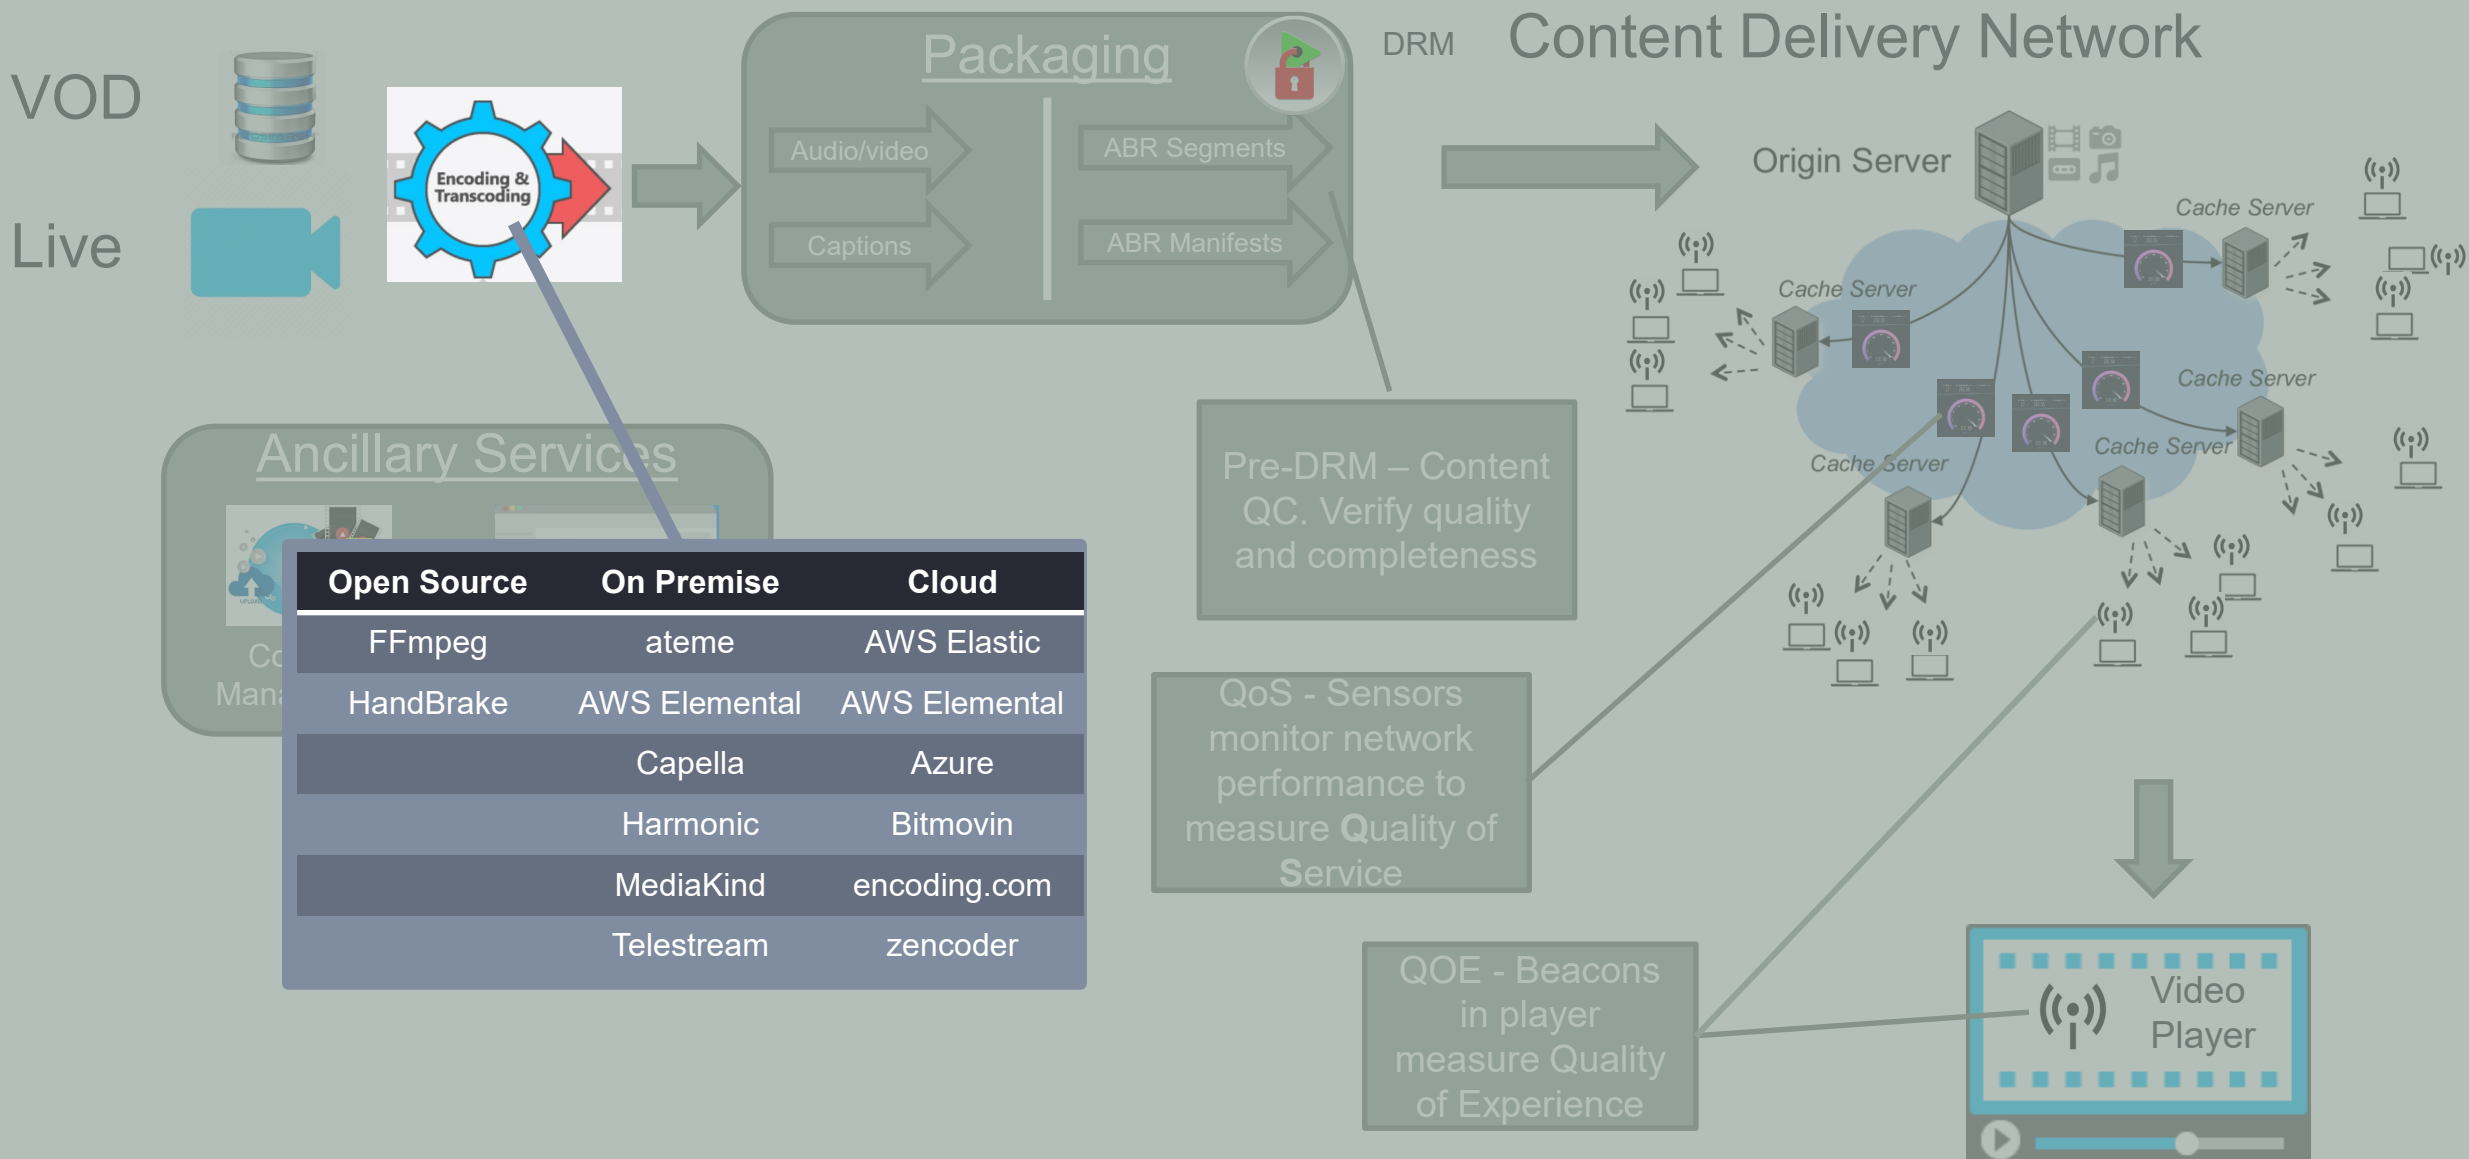 VOD
Live
Encoding &
Transcoding
Packaging
Audio/video
Captions
ABR Segments
ABR Manifests
DRM
Content Delivery Network
Origin Server
Cache Server
Cache Server
Cache Server
Cache Server
Cache Server
Ancillary Services
UPLOAD
Open Source On Premise Cloud
FFmpeg ateme AWS Elastic
HandBrake AWS Elemental AWS Elemental
Capella Azure
Harmonic Bitmovin
MediaKind encoding.com
Telestream zencoder
Pre-DRM – Content
QC. Verify quality
and completeness
QoS - Sensors
monitor network
performance to
measure Quality of
Service
QOE - Beacons
in player
measure Quality
of Experience
Video
Player